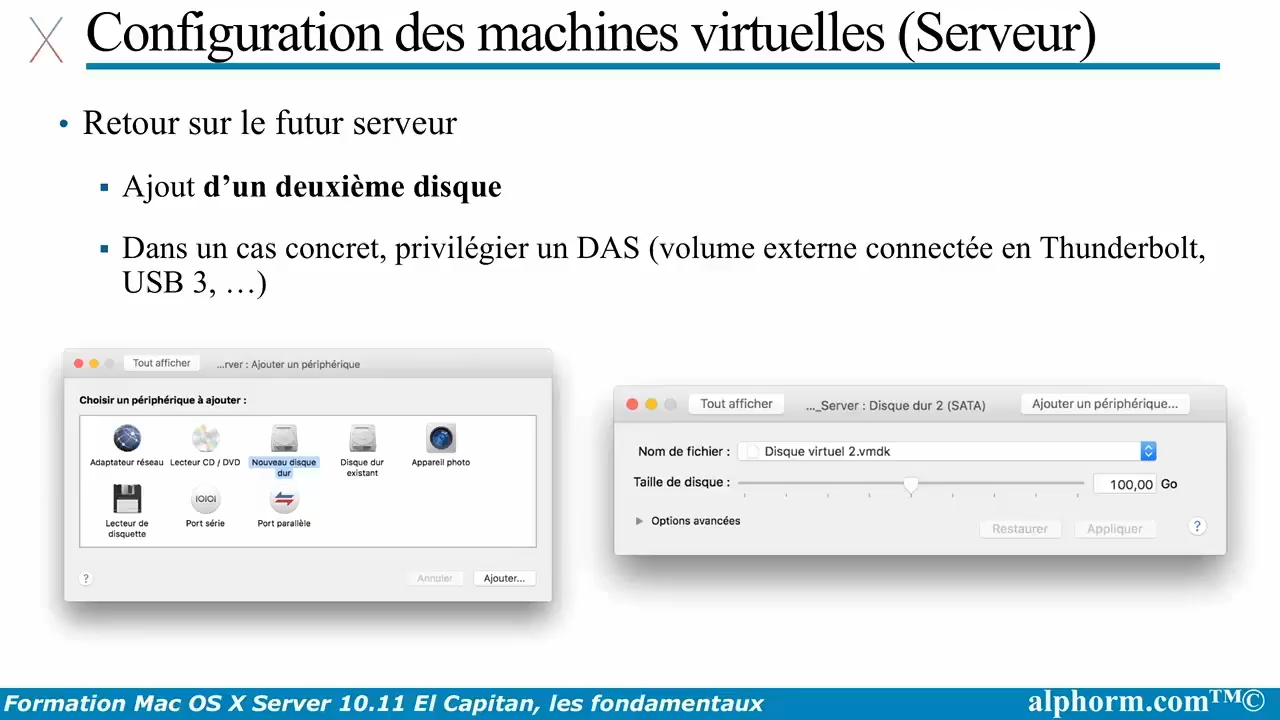 Configuration des machines virtuelles (Serveur)
• Retour sur le futur serveur
▪ Ajout d’un deuxième disque
▪ Dans un cas concret, privilégier un DAS (volume externe connectée en Thunderbolt,
USB 3, …)
Tout afficher
...rver : Ajouter un périphérique
Choisir un périphérique à ajouter :
Adaptateur réseau
Lecteur CD / DVD
Nouveau disque
dur
Disque dur
existant
Appareil photo
Lecteur de
disquette
Port série
Port parallèle
?
Annuler
Ajouter...
Tout afficher
..._Server : Disque dur 2 (SATA)
Ajouter un périphérique...
Nom de fichier :
Disque virtuel 2.vmdk
Taille de disque :
100,00 Go
Options avancées
Restaurer
Appliquer
?
Formation Mac OS X Server 10.11 El Capitan, les fondamentaux
alphorm.com™©